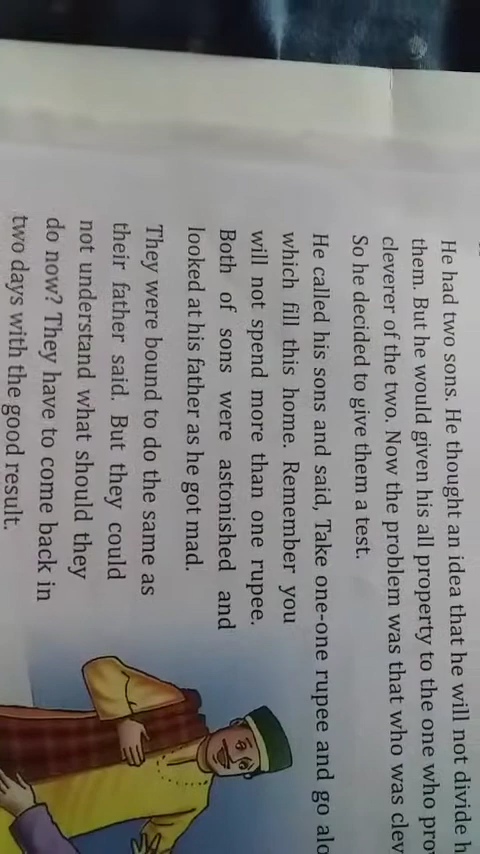 He had two sons. He thought an idea that he will not divide
them. But he would given his all property to the one who
cleverer of the two. Now the problem was that who was
So he decided to give them a test.
He called his sons and said, Take one-one rupee and go
which fill this home. Remember you
will not spend more than one rupee.
Both of sons were astonished and
looked at his father as he got mad.
They were bound to do the same as
their father said. But they could
not understand what should they
do now? They have to come back in
two days with the good result.